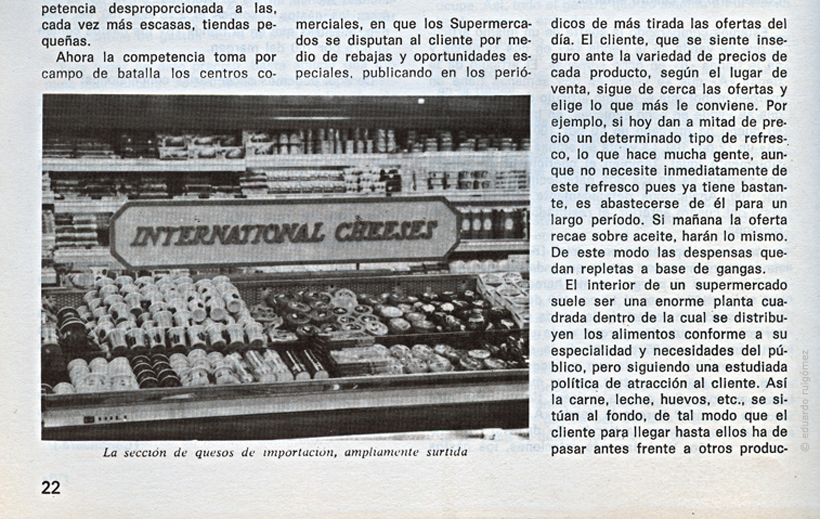 petencia desproporcionada a las,
cada vez más escasas, tiendas pe-
queñas.
Ahora la competencia toma por
campo de batalla los centros co-
merciales, en que los Supermerca-
dos se disputan al cliente por me-
dio de rebajas y oportunidades es-
peciales, publicando en los perió-
dicos de más tirada las ofertas del
día. El cliente, que se siente inse-
guro ante la variedad de precios de
cada producto, según el lugar de
venta, sigue de cerca las ofertas y
elige lo que más le conviene. Por
ejemplo, si hoy dan a mitad de pre-
cio un determinado tipo de refres-
co, lo que hace mucha gente, aun-
que no necesite inmediatamente de
este refresco pues ya tiene bastan-
te, es abastecerse de él para un
largo período. Si mañana la oferta
recae sobre aceite, harán lo mismo.
De este modo las despensas que-
dan repletas a base de gangas.
El interior de un supermercado
suele ser una enorme planta cua-
drada dentro de la cual se distribu-
yen los alimentos conforme a su
especialidad y necesidades del pú-
blico, pero siguiendo una estudiada
política de atracción al cliente. Así
la carne, leche, huevos, etc., se si-
túan al fondo, de tal modo que el
cliente para llegar hasta ellos ha de
pasar antes frente a otros produc-
INTERNATIONAL CHEESES
La sección de quesos de importación, ampliamente surtida
22
© eduardo ruigómez